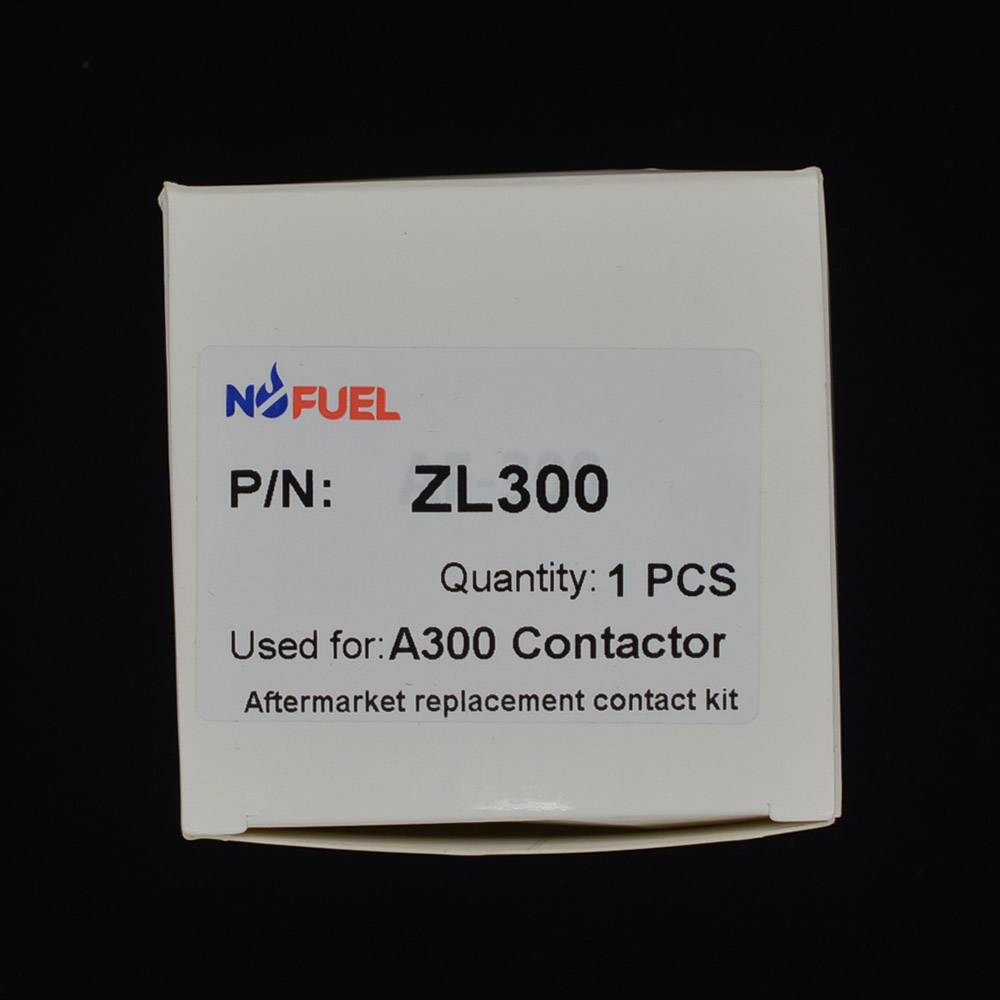 NOFUEL
P/N: ZL300
Quantity: 1 PCS
Used for: A300 Contactor
Aftermarket replacement contact kit